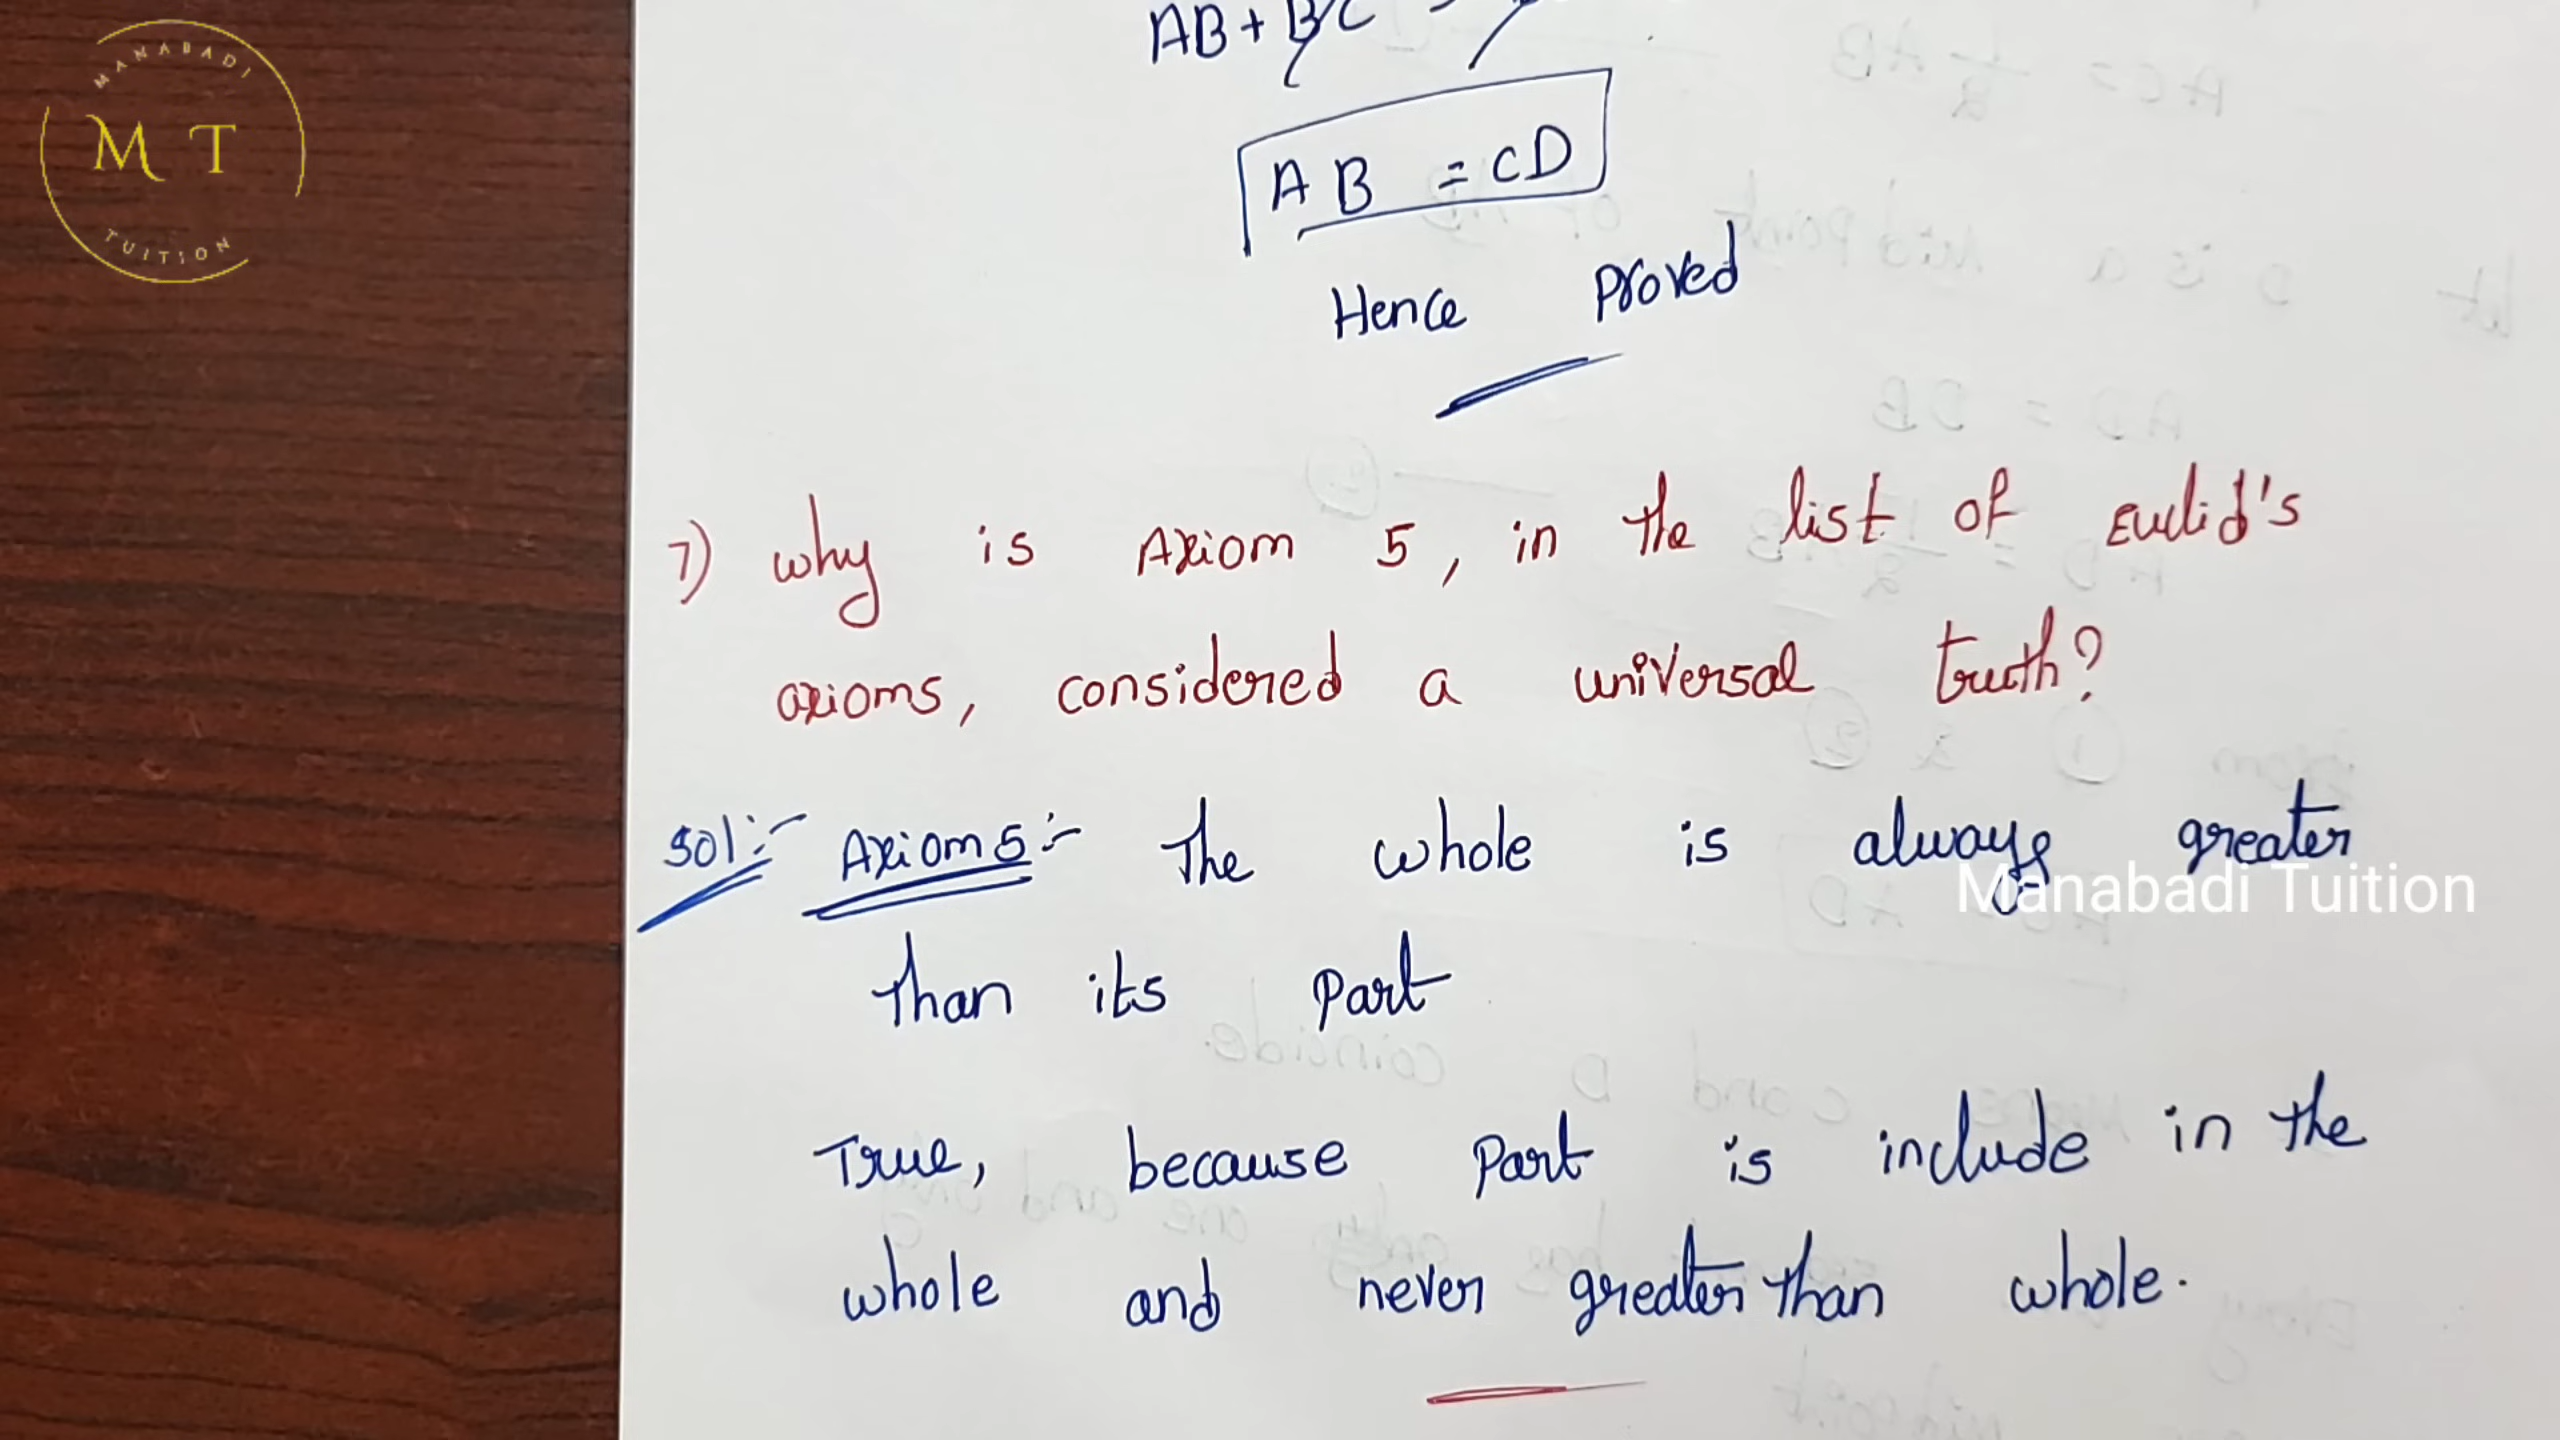 MANABADI
M T
TUITION
AB + BC =
AB = CD
Hence Proved
7) why is Axiom 5, in the list of Euclid's
axioms, considered a universal truth?
Sol:- Axiom 5:- The whole is always greater
Manabadi Tuition
than its part
True, because part is include in the
whole and never greater than whole.